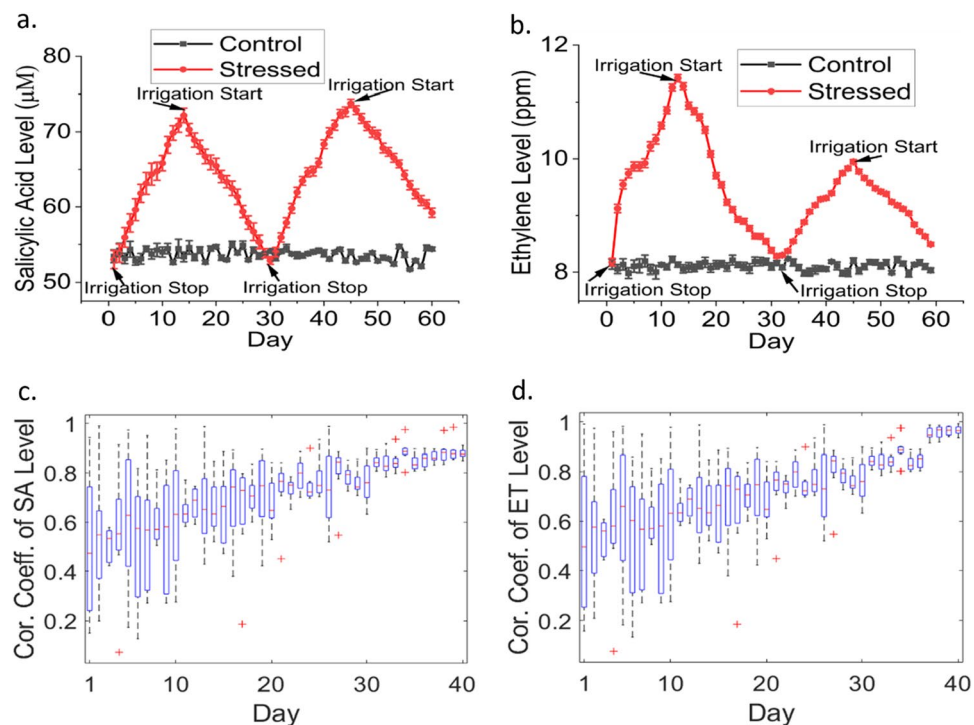 a.
Control
Stressed
Irrigation Start
Irrigation Start
Irrigation Stop
Irrigation Stop
Salicylic Acid Level (µM)
80
70
60
50
0
10
20
30
40
50
60
Day
b.
Control
Stressed
Irrigation Start
Irrigation Start
Irrigation Stop
Irrigation Stop
Ethylene Level (ppm)
12
10
8
0
10
20
30
40
50
60
Day
c.
Cor. Coeff. of SA Level
1
0.8
0.6
0.4
0.2
1
10
20
30
40
Day
d.
Cor. Coef. of ET Level
1
0.8
0.6
0.4
0.2
1
10
20
30
40
Day